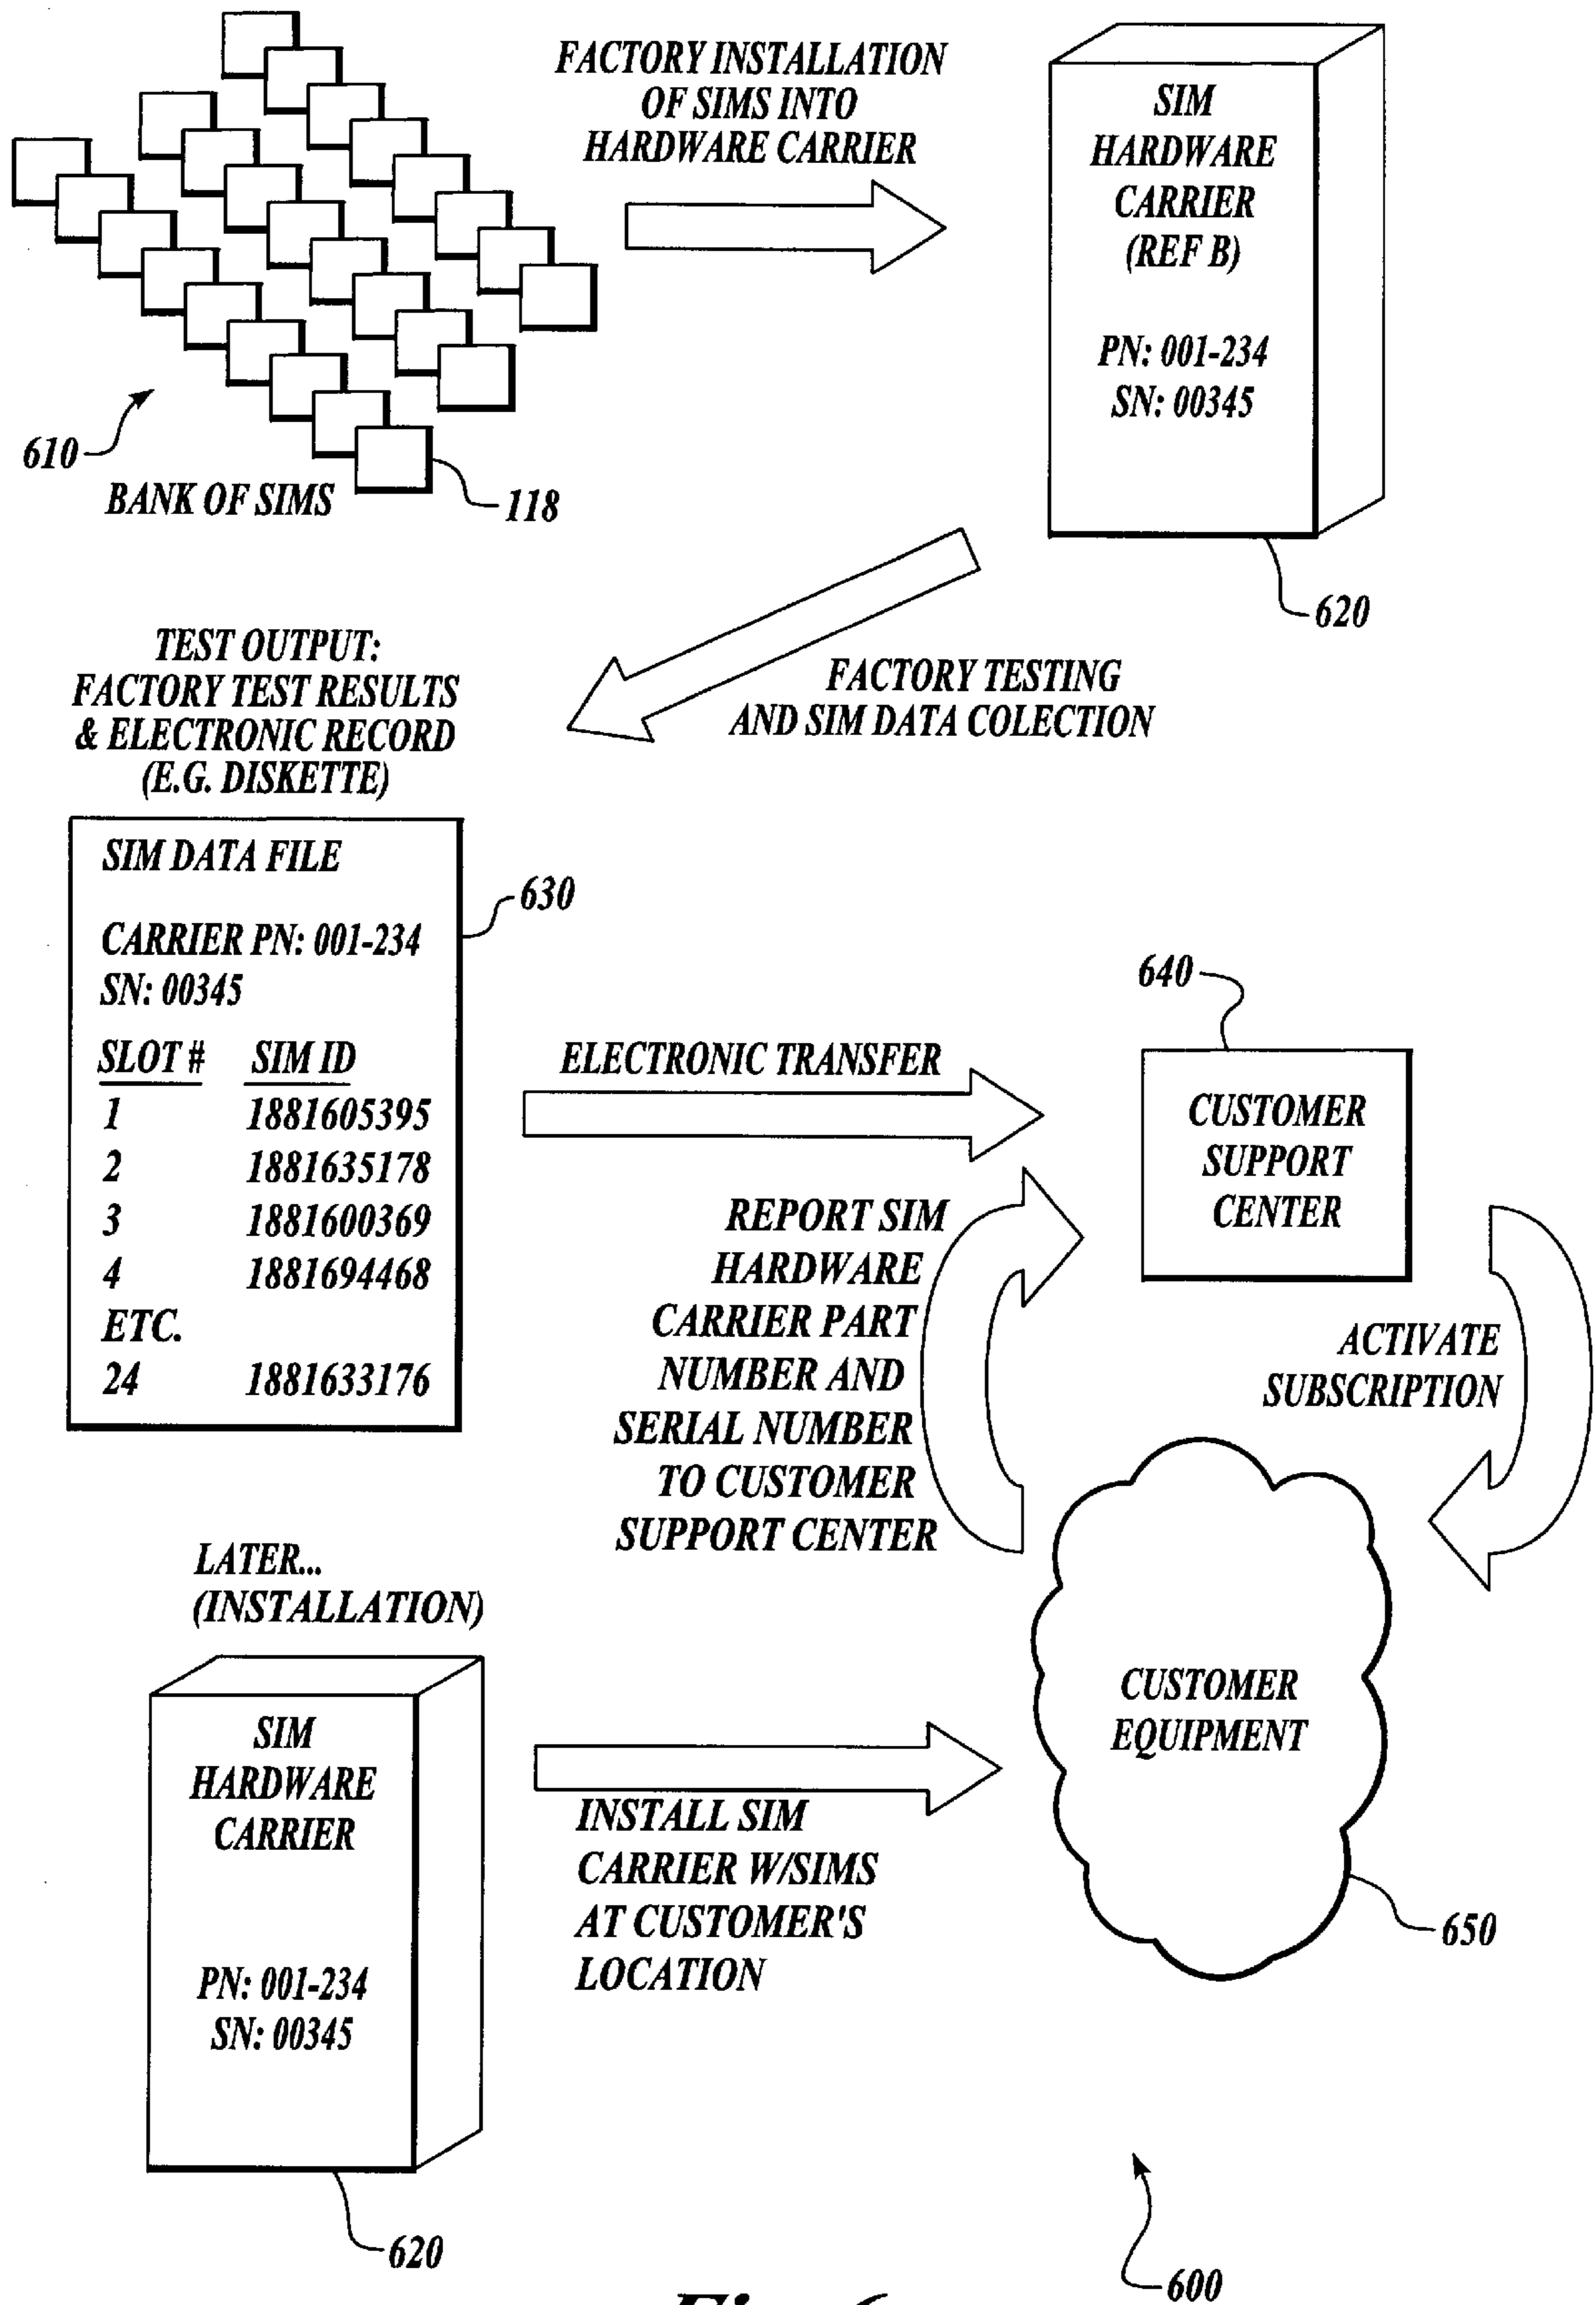 FACTORY INSTALLATION
OF SIMS INTO
HARDWARE CARRIER
SIM
HARDWARE
CARRIER
(REF B)
PN: 001-234
SN: 00345
610
BANK OF SIMS
118
620
TEST OUTPUT:
FACTORY TEST RESULTS
& ELECTRONIC RECORD
(E.G. DISKETTE)
FACTORY TESTING
AND SIM DATA COLECTION
SIM DATA FILE
CARRIER PN: 001-234
SN: 00345
SLOT # SIM ID
1 1881605395
2 1881635178
3 1881600369
4 1881694468
ETC.
24 1881633176
630
ELECTRONIC TRANSFER
640
CUSTOMER
SUPPORT
CENTER
REPORT SIM
HARDWARE
CARRIER PART
NUMBER AND
SERIAL NUMBER
TO CUSTOMER
SUPPORT CENTER
ACTIVATE
SUBSCRIPTION
LATER...
(INSTALLATION)
SIM
HARDWARE
CARRIER
PN: 001-234
SN: 00345
620
INSTALL SIM
CARRIER W/SIMS
AT CUSTOMER'S
LOCATION
CUSTOMER
EQUIPMENT
650
600